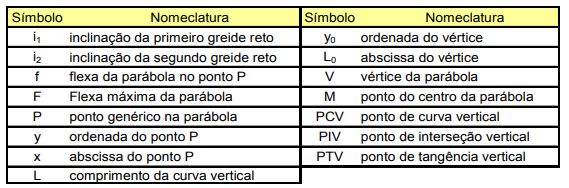 Símbolo Nomeclatura Símbolo Nomeclatura
i1 inclinação da primeiro greide reto y0 ordenada do vértice
i2 inclinação da segundo greide reto L0 abscissa do vértice
f flexa da parábola no ponto P V vértice da parábola
F Flexa máxima da parábola M ponto do centro da parábola
P ponto genérico na parábola PCV ponto de curva vertical
y ordenada do ponto P PIV ponto de interseção vertical
x abscissa do ponto P PTV ponto de tangência vertical
L comprimento da curva vertical